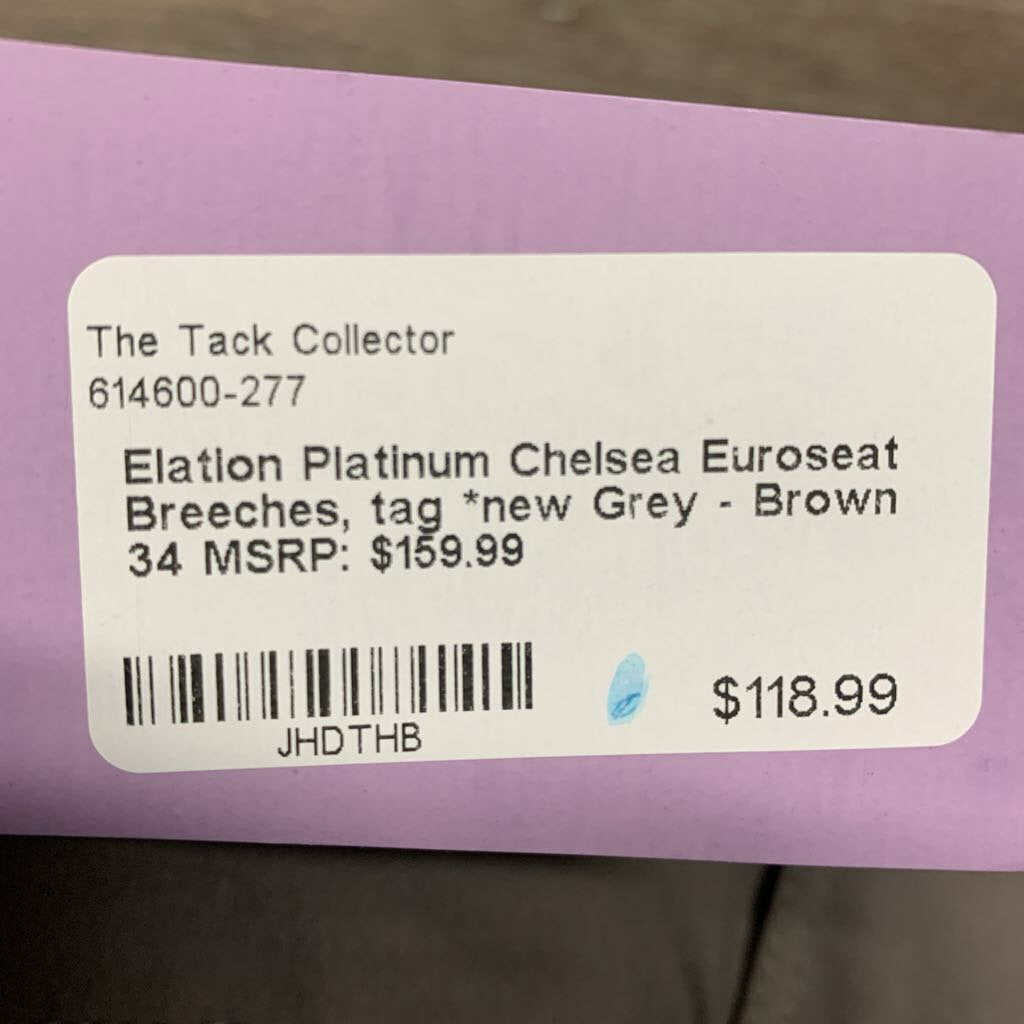 The Tack Collector
614600-277
Elation Platinum Chelsea Euroseat
Breeches, tag *new Grey - Brown
34 MSRP: $159.99
$118.99
JHDTHB